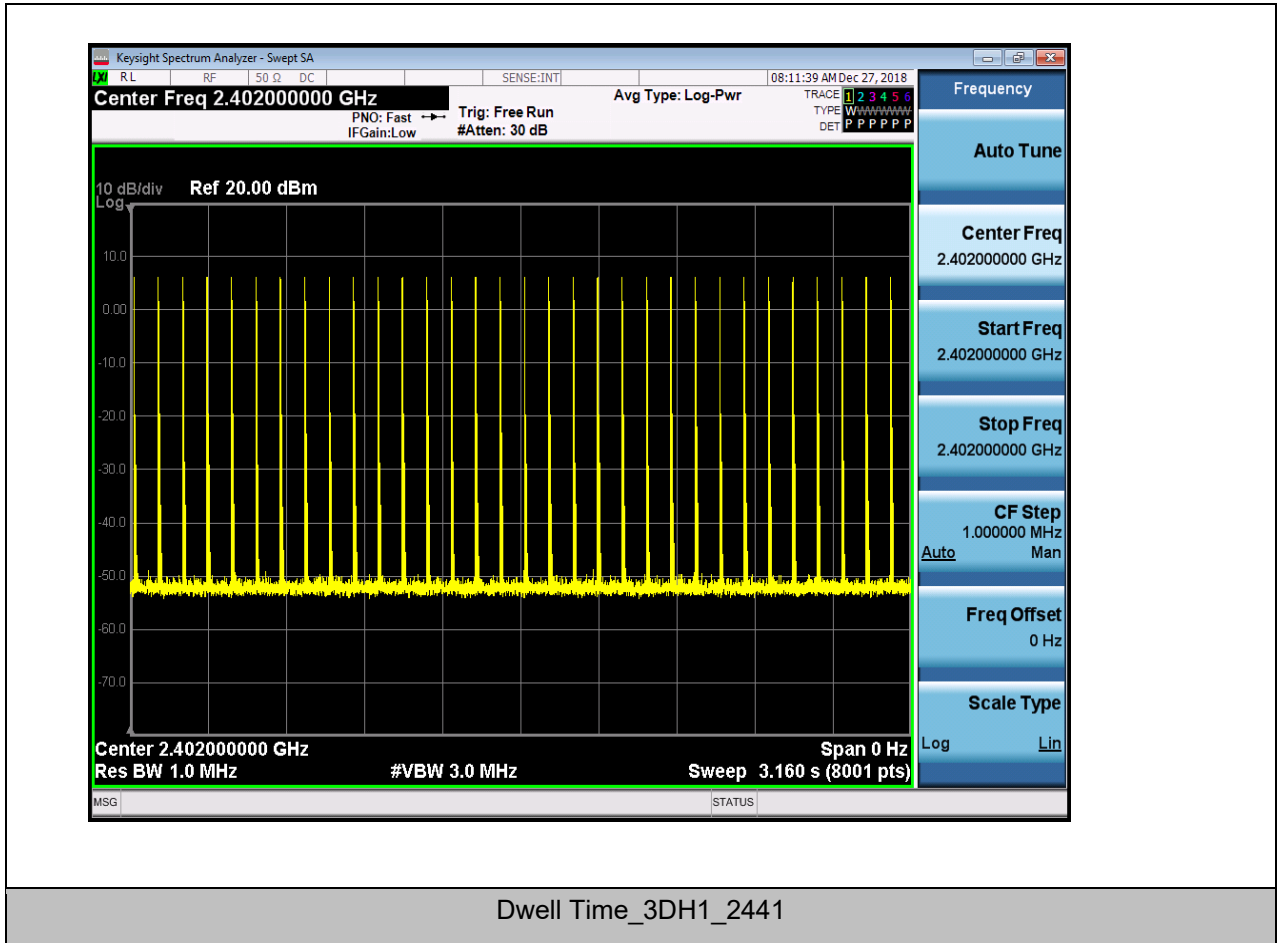 Keysight Spectrum Analyzer - Swept SA
LXI RL RF 50 Ω DC SENSE:INT 08:11:39 AM Dec 27, 2018
Center Freq 2.402000000 GHz
PNO: Fast
IFGain:Low
Trig: Free Run
#Atten: 30 dB
Avg Type: Log-Pwr
TRACE 1 2 3 4 5 6
TYPE WWWWWW
DET P P P P P P
10 dB/div Ref 20.00 dBm
Log
10.0
0.00
-10.0
-20.0
-30.0
-40.0
-50.0
-60.0
-70.0
Center 2.402000000 GHz Span 0 Hz
Res BW 1.0 MHz #VBW 3.0 MHz Sweep 3.160 s (8001 pts)
MSG STATUS
Frequency
Auto Tune
Center Freq
2.402000000 GHz
Start Freq
2.402000000 GHz
Stop Freq
2.402000000 GHz
CF Step
1.000000 MHz
Auto Man
Freq Offset
0 Hz
Scale Type
Log Lin
Dwell Time_3DH1_2441